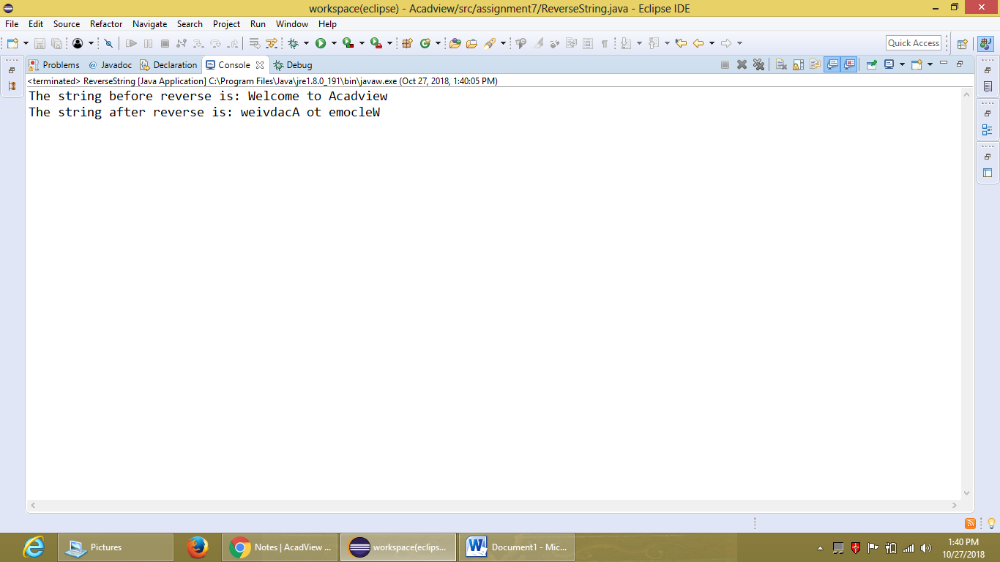 workspace(eclipse) - Acadview/src/assignment7/ReverseString.java - Eclipse IDE
File Edit Source Refactor Navigate Search Project Run Window Help
Quick Access
Problems @ Javadoc Declaration Console Debug
<terminated> ReverseString [Java Application] C:\Program Files\Java\jre1.8.0_191\bin\javaw.exe (Oct 27, 2018, 1:40:05 PM)
The string before reverse is: Welcome to Acadview
The string after reverse is: weivdacA ot emocleW
Pictures Notes | AcadView ... workspace(eclips... Document1 - Mic... 1:40 PM
10/27/2018